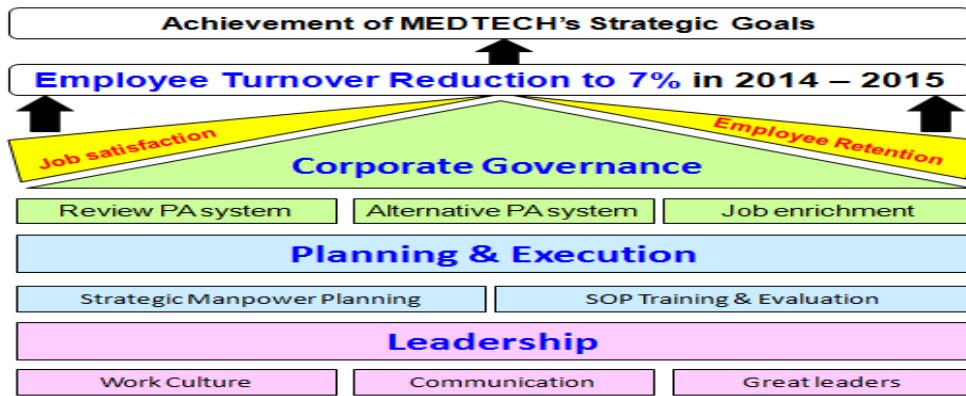 Achievement of MEDTECH's Strategic Goals
Employee Turnover Reduction to 7% in 2014 – 2015
Job satisfaction
Employee Retention
Corporate Governance
Review PA system
Alternative PA system
Job enrichment
Planning & Execution
Strategic Manpower Planning
SOP Training & Evaluation
Leadership
Work Culture
Communication
Great leaders